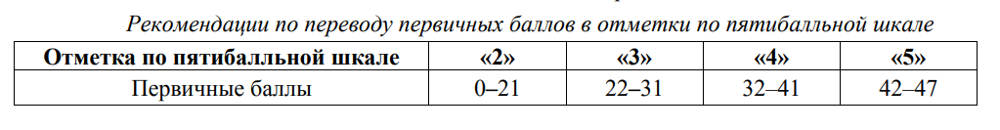 Рекомендации по переводу первичных баллов в отметки по пятибалльной шкале
Отметка по пятибалльной шкале «2» «3» «4» «5»
Первичные баллы 0–21 22–31 32–41 42–47